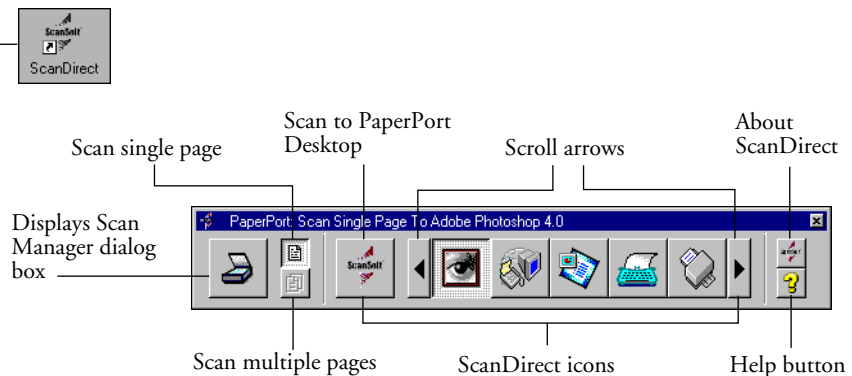 ScanSoft
ScanDirect
Scan to PaperPort
Desktop
About
ScanDirect
Scan single page
Scroll arrows
Displays Scan
Manager dialog
box
PaperPort: Scan Single Page To Adobe Photoshop 4.0
ScanSoft
?
Scan multiple pages
ScanDirect icons
Help button